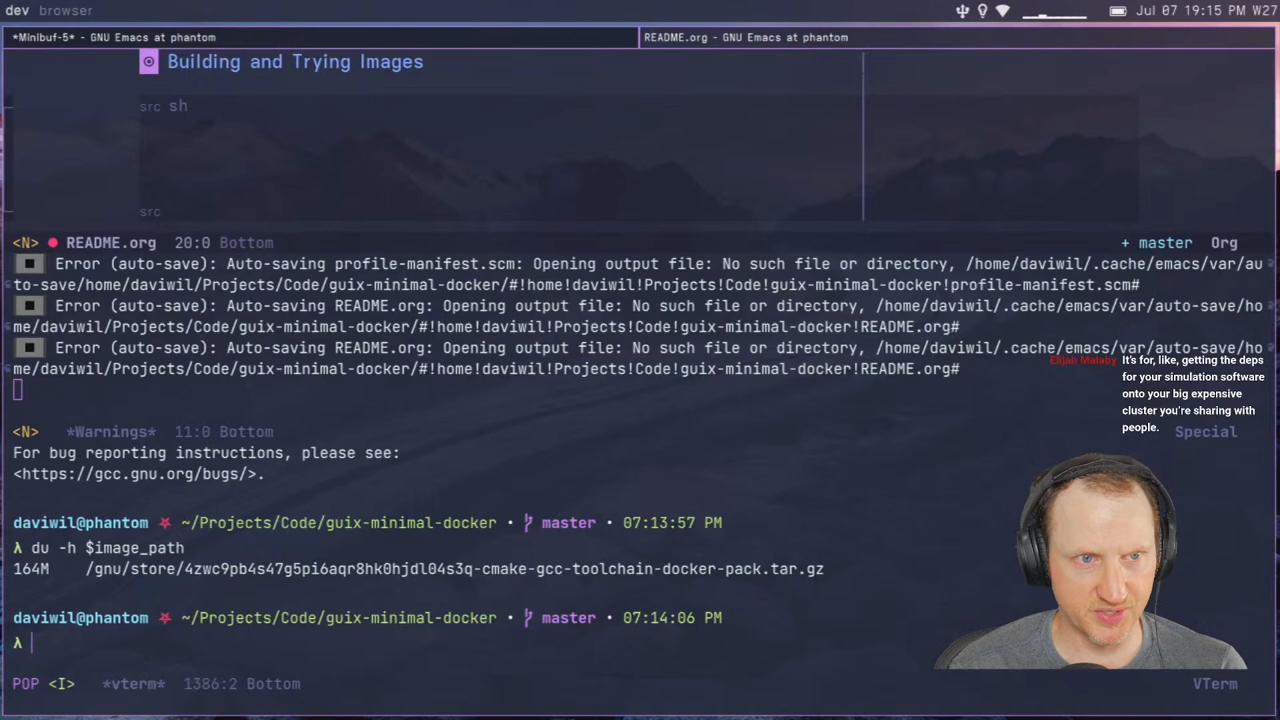 dev browser
Jul 07 19:15 PM W27
*Minibuf-5* - GNU Emacs at phantom
README.org - GNU Emacs at phantom
Building and Trying Images
src sh
src
<N> README.org 20:0 Bottom + master Org
Error (auto-save): Auto-saving profile-manifest.scm: Opening output file: No such file or directory, /home/daviwil/.cache/emacs/var/au
to-save/home/daviwil/Projects/Code/guix-minimal-docker/#!home!daviwil!Projects!Code!guix-minimal-docker!profile-manifest.scm#
Error (auto-save): Auto-saving README.org: Opening output file: No such file or directory, /home/daviwil/.cache/emacs/var/auto-save/ho
me/daviwil/Projects/Code/guix-minimal-docker/#!home!daviwil!Projects!Code!guix-minimal-docker!README.org#
Error (auto-save): Auto-saving README.org: Opening output file: No such file or directory, /home/daviwil/.cache/emacs/var/auto-save/ho
me/daviwil/Projects/Code/guix-minimal-docker/#!home!daviwil!Projects!Code!guix-minimal-docker!README.org#
Elijah Malaby It's for, like, getting the deps
for your simulation software
onto your big expensive
cluster you're sharing with
people.
<N> *Warnings* 11:0 Bottom Special
For bug reporting instructions, please see:
<https://gcc.gnu.org/bugs/>.
daviwil@phantom ~/Projects/Code/guix-minimal-docker • master • 07:13:57 PM
λ du -h $image_path
164M /gnu/store/4zwc9pb4s47g5pi6aqr8hk0hjdl04s3q-cmake-gcc-toolchain-docker-pack.tar.gz
daviwil@phantom ~/Projects/Code/guix-minimal-docker • master • 07:14:06 PM
λ
POP <I> *vterm* 1386:2 Bottom VTerm